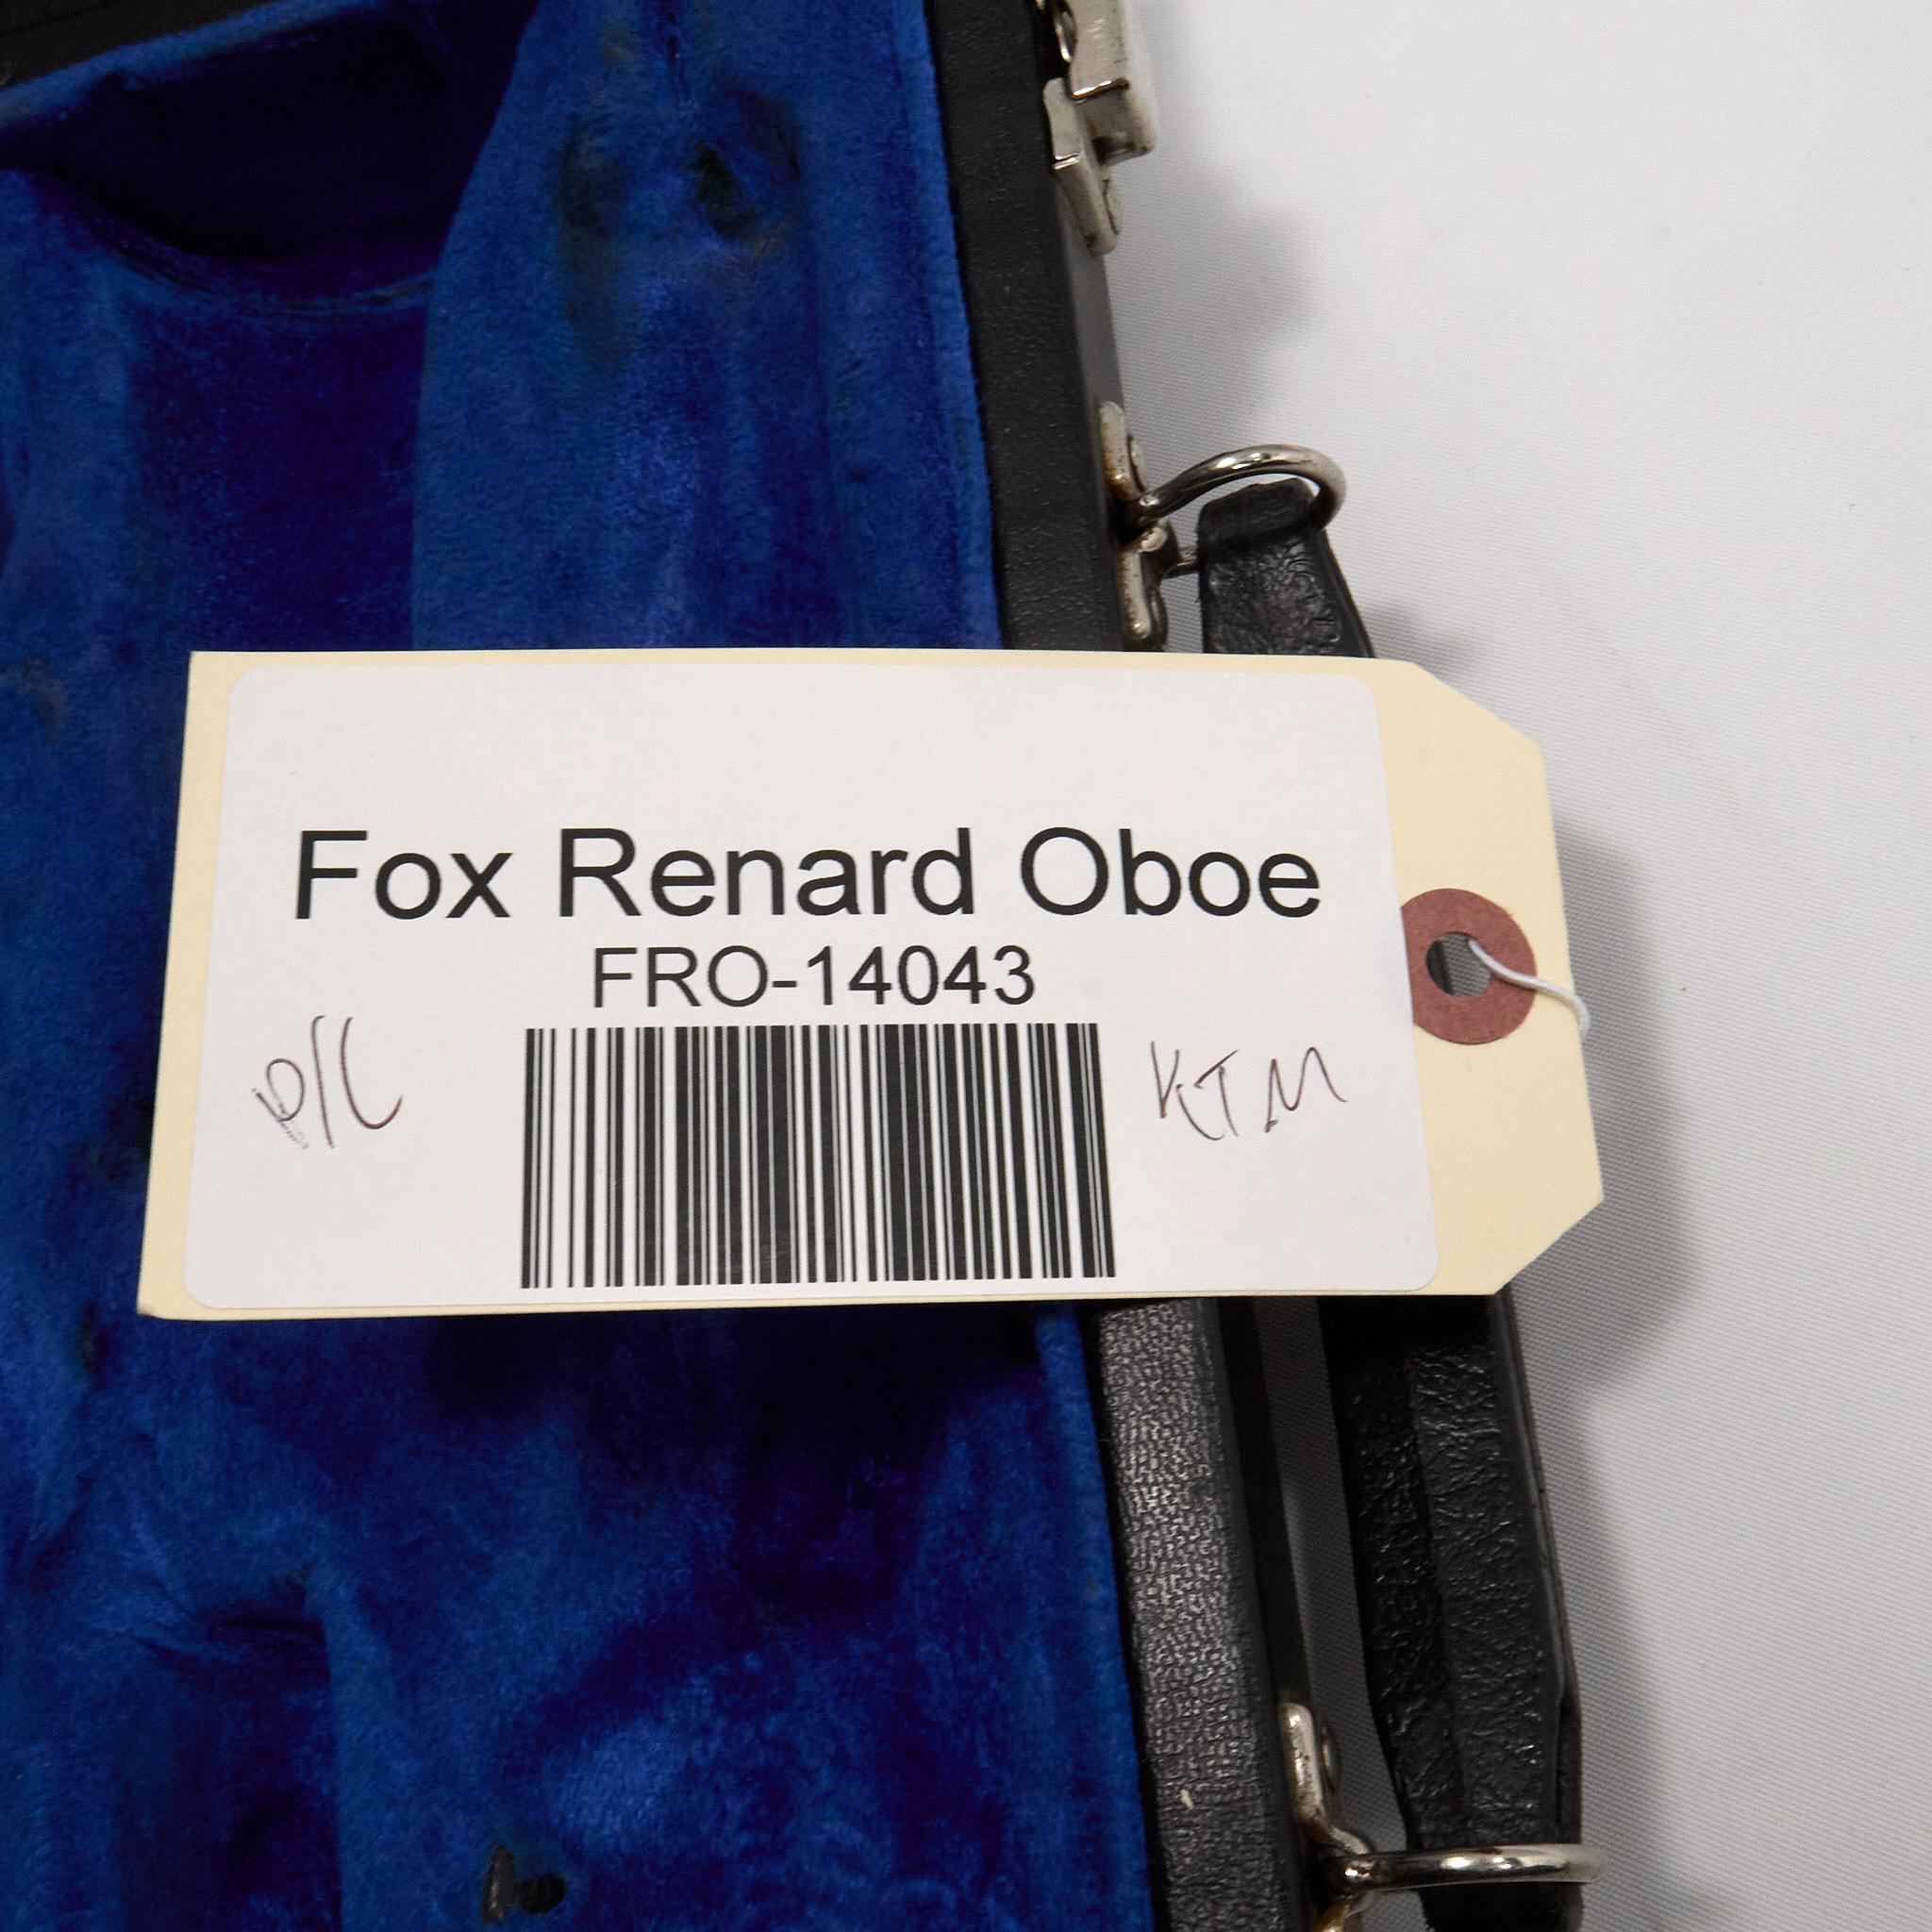 Fox Renard Oboe
FRO-14043
P/C KTM